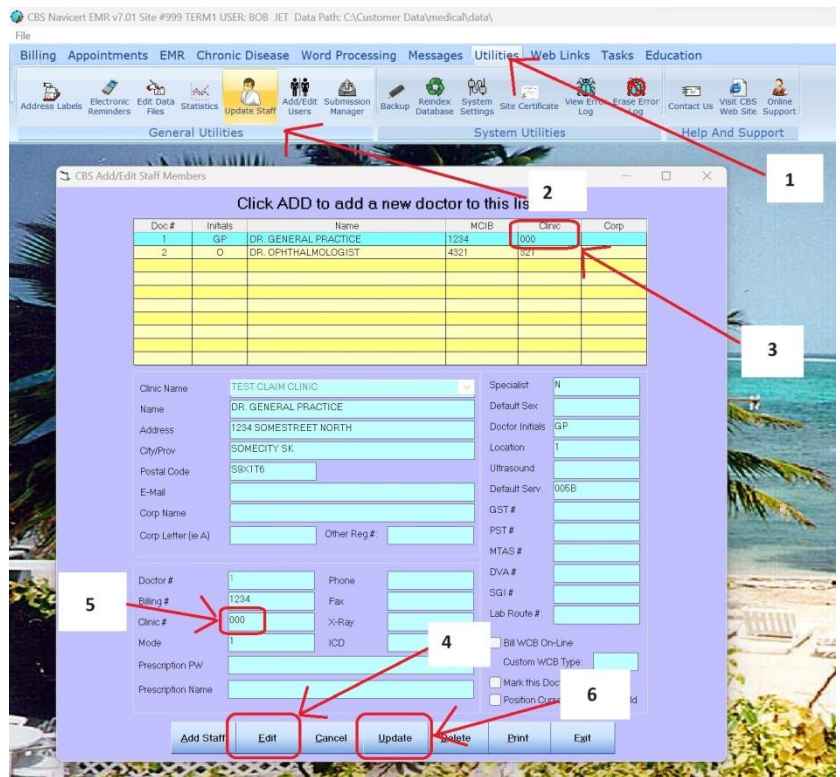 CBS Navicert EMR v7.01 Site #999 TERM1 USER: BOB JET Data Path: C:\Customer Data\medical\data\
File
Billing Appointments EMR Chronic Disease Word Processing Messages Utilities Web Links Tasks Education
Address Labels Electronic Reminders Edit Data Files Statistics Update Staff Add/Edit Users Submission Manager Backup Reindex Database System Settings Site Certificate View Error Log Erase Error Log Contact Us Visit CBS Web Site Online Support
General Utilities System Utilities Help And Support
1
CBS Add/Edit Staff Members
2
Click ADD to add a new doctor to this
Doc # Initials Name MCIB Clinic Corp
1 GP DR. GENERAL PRACTICE 1234 000
2 O DR. OPHTHALMOLOGIST 4321 321
3
Clinic Name TEST CLAIM CLINIC Specialist N
Name DR. GENERAL PRACTICE Default Sex
Address 1234 SOMESTREET NORTH Doctor Initials GP
City/Prov SOMECITY SK Location 1
Postal Code S9X1T6 Ultrasound
E-Mail Default Serv. 005B
Corp Name GST #
Corp Letter (ie A) Other Reg #: PST #
MTAS #
Doctor # 1 Phone DVA #
5 Billing # 1234 Fax SGI #
Clinic # 000 X-Ray Lab Route #:
Mode 1 ICD 4 Bill WCB On-Line
Prescription PW Custom WCB Type:
Prescription Name Mark this
6
Position
Add Staff Edit Cancel Update Delete Print Exit